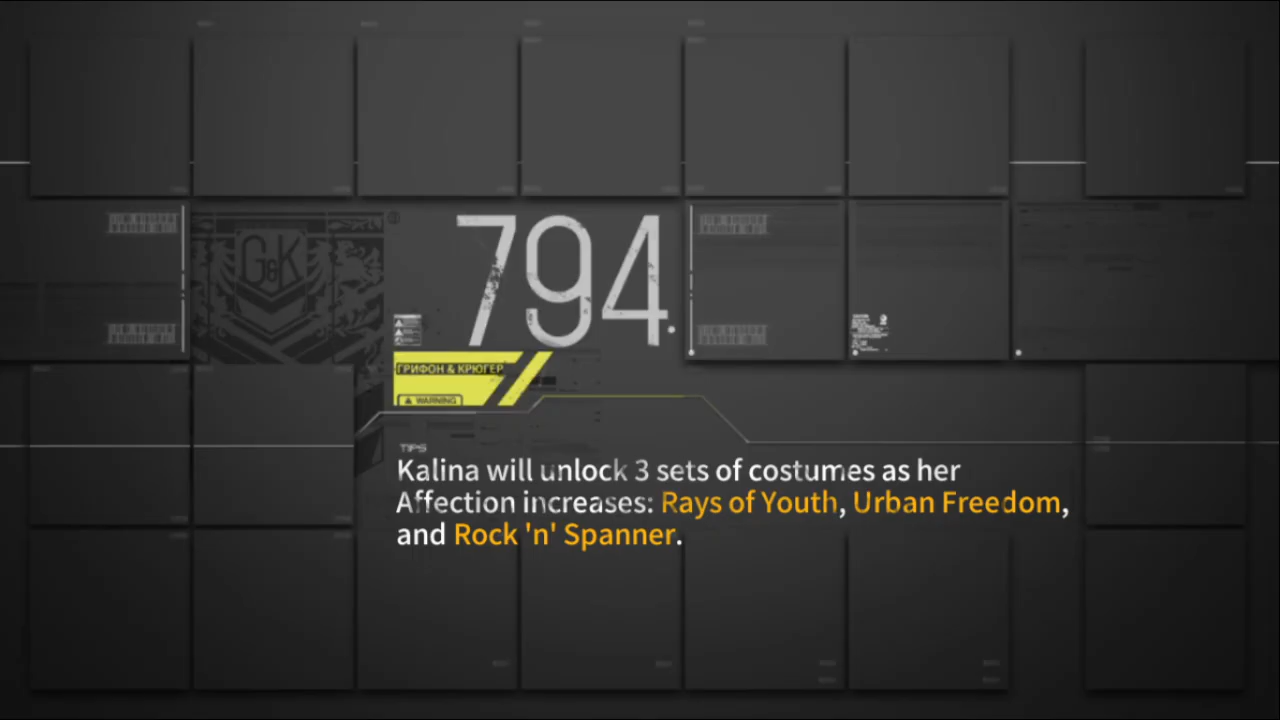 G&K
794.
ГРИФОН & КРЮГЕР
WARNING
TIPS
Kalina will unlock 3 sets of costumes as her
Affection increases: Rays of Youth, Urban Freedom,
and Rock 'n' Spanner.